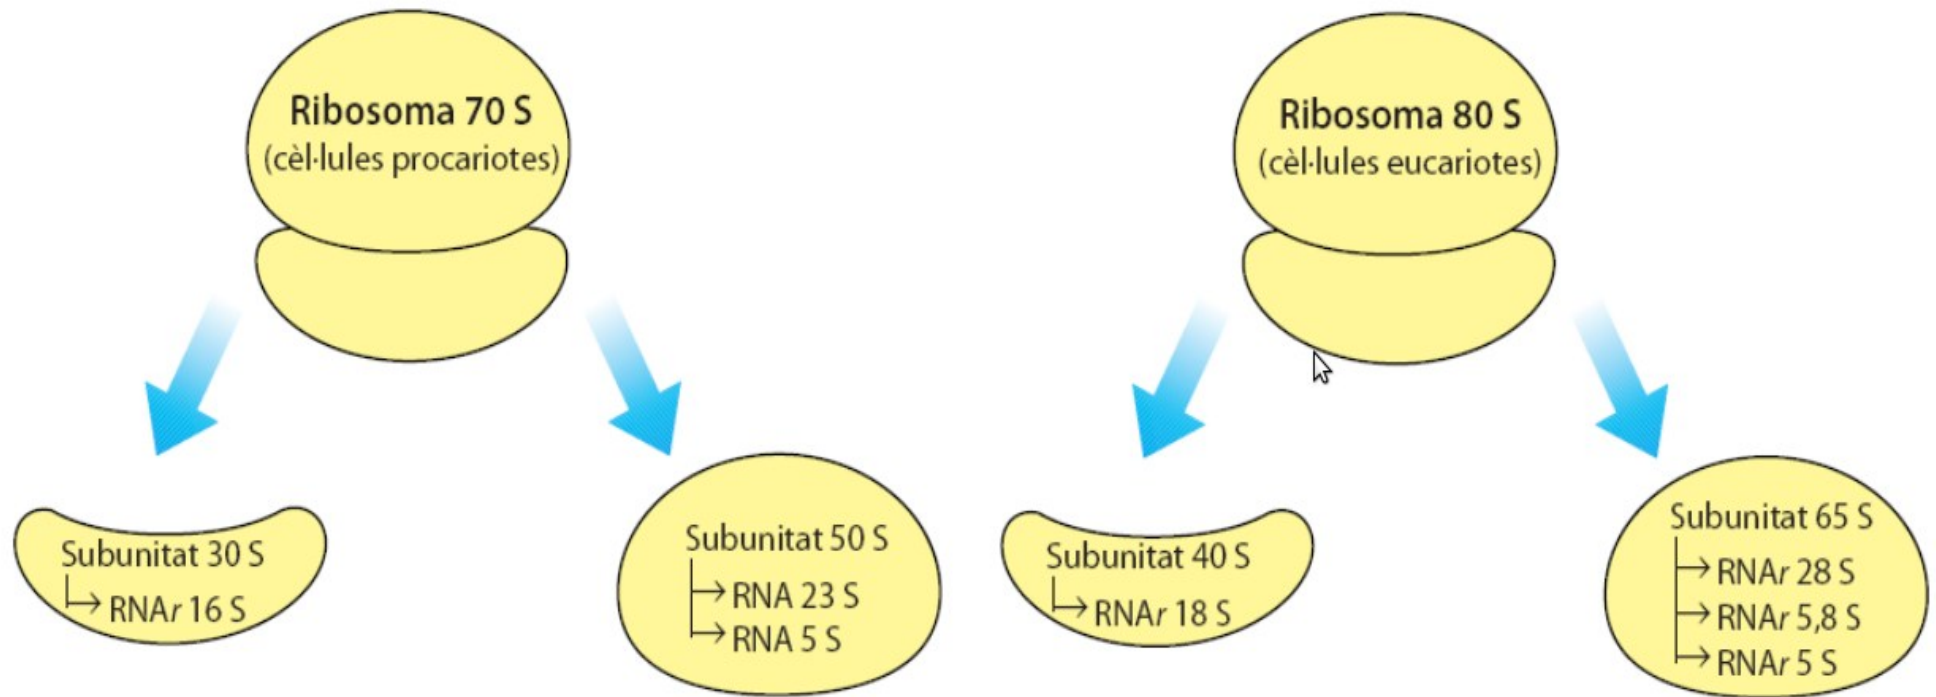 Ribosoma 70 S
(cèl·lules procariotes)
Ribosoma 80 S
(cèl·lules eucariotes)
Subunitat 30 S
RNAr 16 S
Subunitat 50 S
RNA 23 S
RNA 5 S
Subunitat 40 S
RNAr 18 S
Subunitat 65 S
RNAr 28 S
RNAr 5,8 S
RNAr 5 S